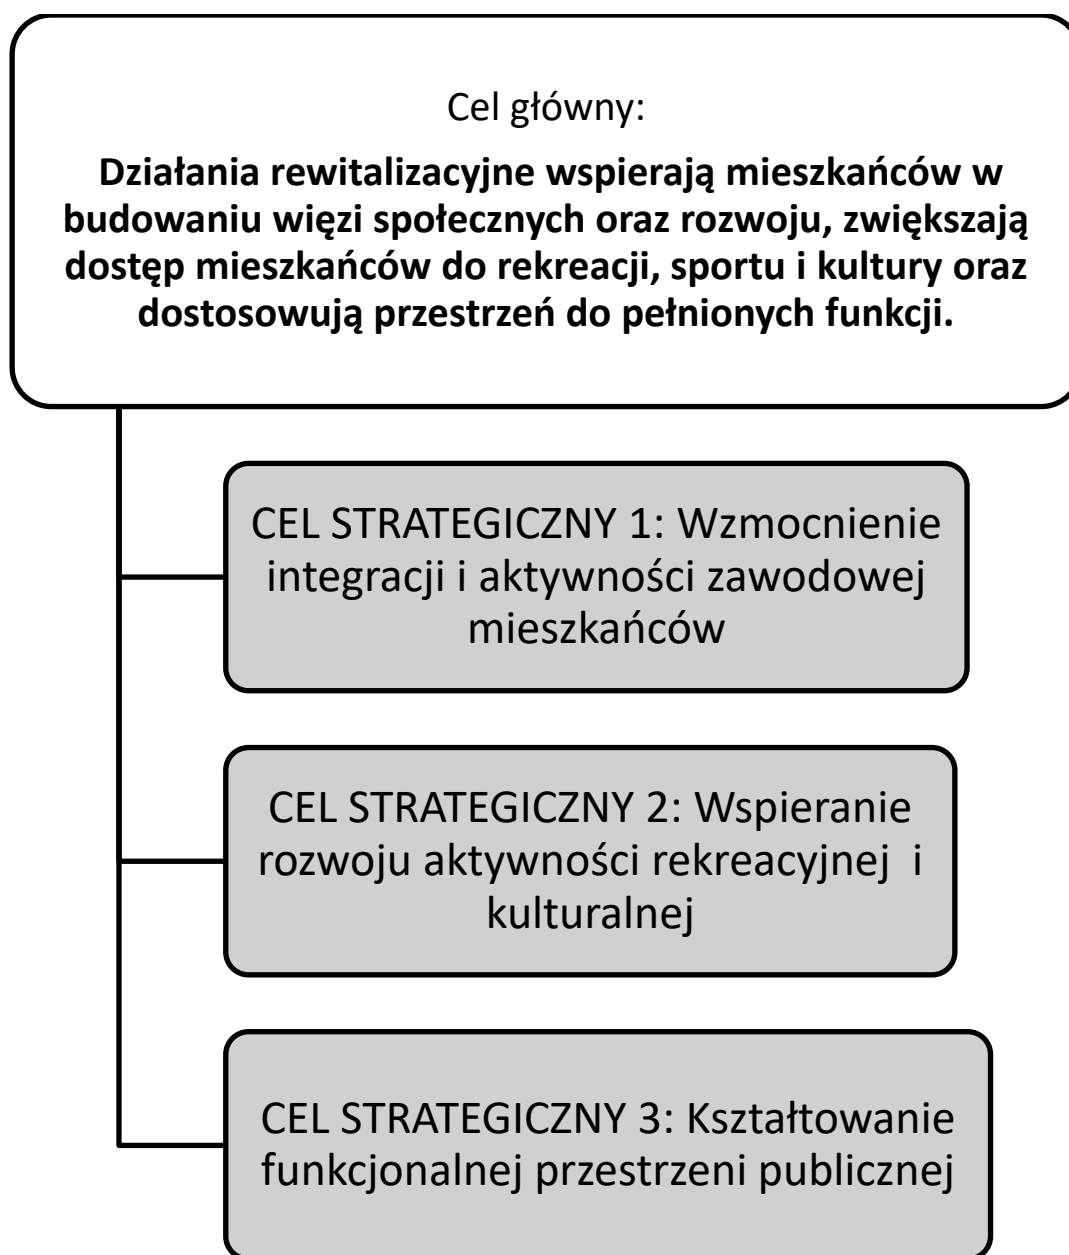 Cel główny:
Działania rewitalizacyjne wspierają mieszkańców w
budowaniu więzi społecznych oraz rozwoju, zwiększają
dostęp mieszkańców do rekreacji, sportu i kultury oraz
dostosowują przestrzeń do pełnionych funkcji.
CEL STRATEGICZNY 1: Wzmocnienie
integracji i aktywności zawodowej
mieszkańców
CEL STRATEGICZNY 2: Wspieranie
rozwoju aktywności rekreacyjnej  i
kulturalnej
CEL STRATEGICZNY 3: Kształtowanie
funkcjonalnej przestrzeni publicznej